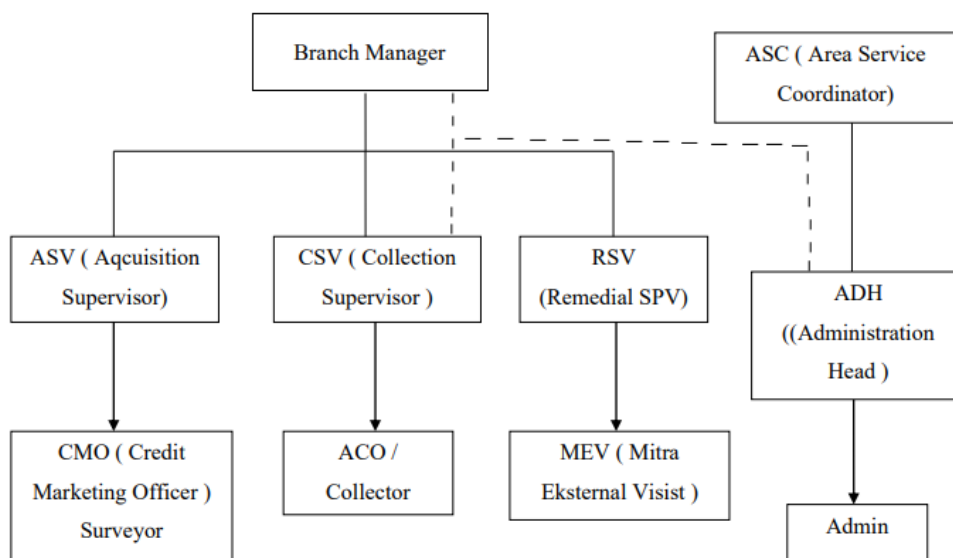 Branch Manager
ASC ( Area Service
Coordinator)
ASV ( Aqcuisition
Supervisor)
CSV ( Collection
Supervisor )
RSV
(Remedial SPV)
ADH
((Administration
Head )
CMO ( Credit
Marketing Officer )
Surveyor
ACO /
Collector
MEV ( Mitra
Eksternal Visist )
Admin